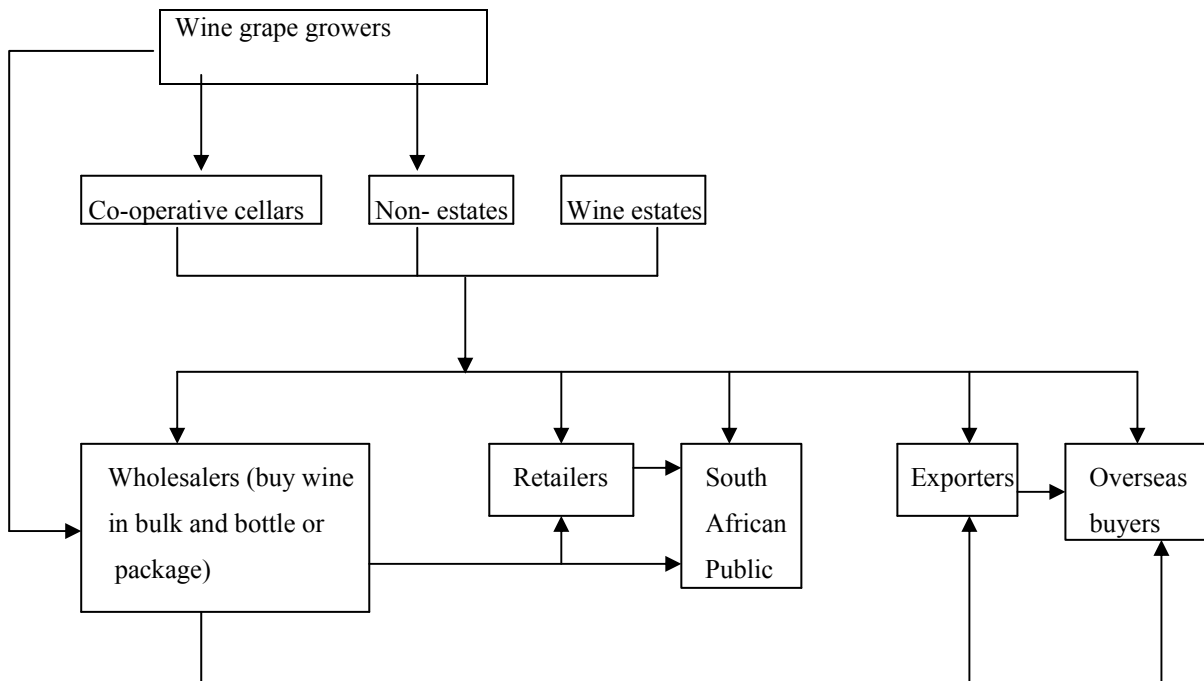 Wine grape growers
Co-operative cellars
Non- estates
Wine estates
Wholesalers (buy wine
in bulk and bottle or
package)
Retailers
South
African
Public
Exporters
Overseas
buyers